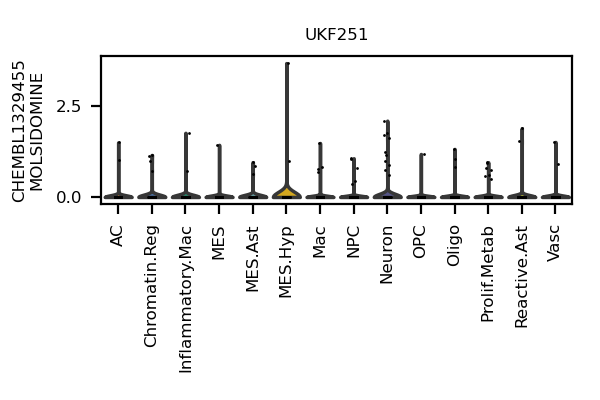 UKF251
CHEMBL1329455
MOLSIDOMINE
2.5
0.0
AC
Chromatin.Reg
Inflammatory.Mac
MES
MES.Ast
MES.Hyp
Mac
NPC
Neuron
OPC
Oligo
Prolif.Metab
Reactive.Ast
Vasc